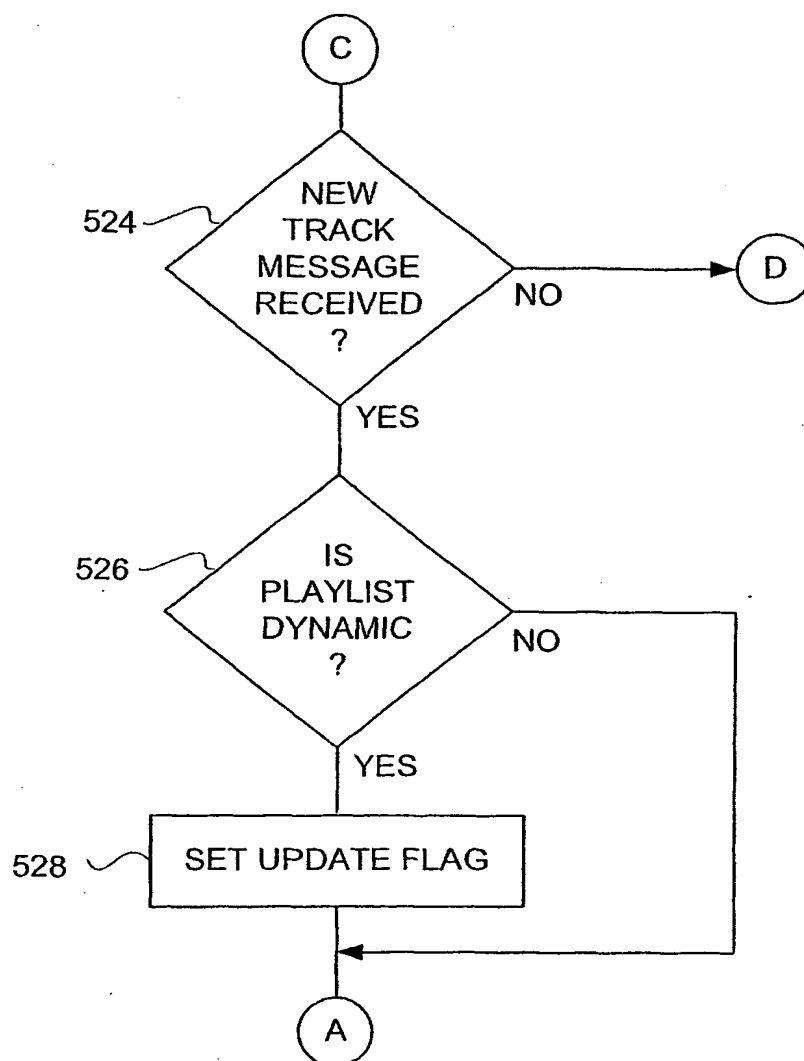 C
524
NEW
TRACK
MESSAGE
RECEIVED
?
NO
D
YES
526
IS
PLAYLIST
DYNAMIC
?
NO
YES
528
SET UPDATE FLAG
A